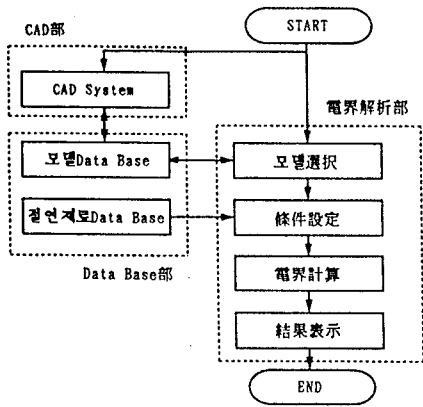 START
CAD部
CAD System
電界解析部
모델Data Base
모델選択
절연재료Data Base
條件設定
Data Base部
電界計算
結果表示
END